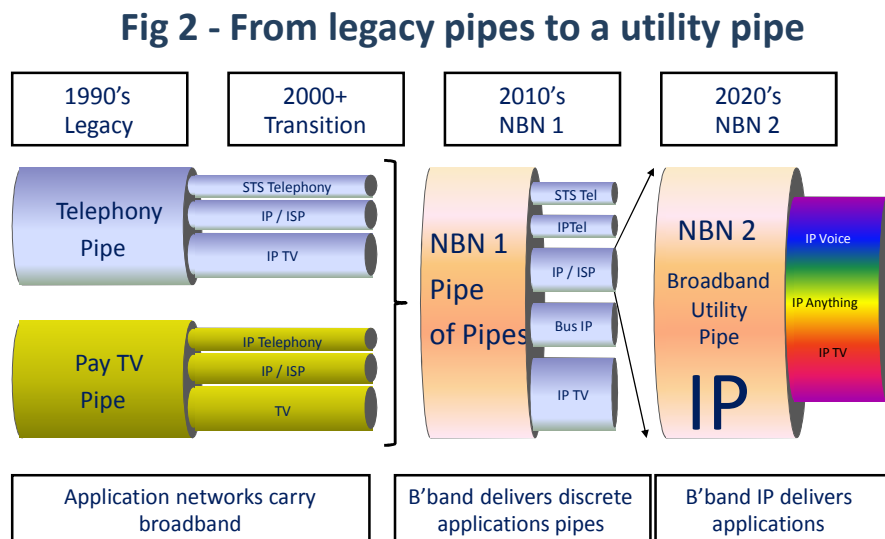 Fig 2 - From legacy pipes to a utility pipe
1990's
Legacy
2000+
Transition
2010's
NBN 1
2020's
NBN 2
Telephony
Pipe
STS Telephony
IP / ISP
IP TV
Pay TV
Pipe
IP Telephony
IP / ISP
TV
NBN 1
Pipe
of Pipes
STS Tel
IPTel
IP / ISP
Bus IP
IP TV
NBN 2
Broadband
Utility
Pipe
IP
IP Voice
IP Anything
IP TV
Application networks carry
broadband
B'band delivers discrete
applications pipes
B'band IP delivers
applications